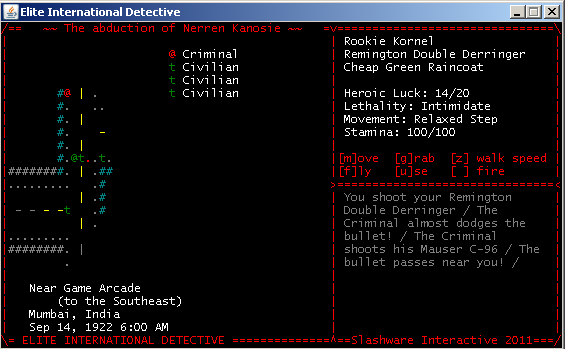 Elite International Detective
~~ The abduction of Nerren Kanosie ~~
@ Criminal
t Civilian
t Civilian
t Civilian
Near Game Arcade
(to the Southeast)
Mumbai, India
Sep 14, 1922 6:00 AM
ELITE INTERNATIONAL DETECTIVE
Rookie Kornel
Remington Double Derringer
Cheap Green Raincoat
Heroic Luck: 14/20
Lethality: Intimidate
Movement: Relaxed Step
Stamina: 100/100
[m]ove [g]rab [z] walk speed
[f]ly [u]se [ ] fire
You shoot your Remington
Double Derringer / The
Criminal almost dodges the
bullet! / The Criminal
shoots his Mauser C-96 / The
bullet passes near you! /
Slashware Interactive 2011